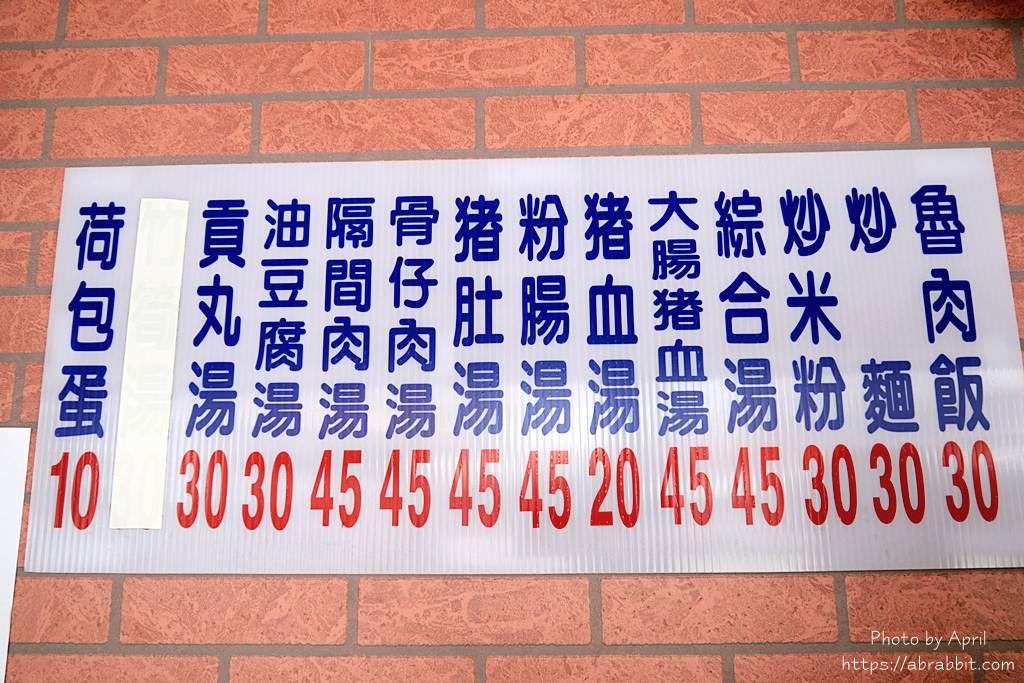 魯肉飯 30
炒麵 30
炒米粉 30
綜合湯 45
大腸豬血湯 45
豬血湯 20
粉腸湯 45
豬肚湯 45
骨仔肉湯 45
隔間肉湯 45
油豆腐湯 30
貢丸湯 30
荷包蛋 10
Photo by April
https://abrabbit.com